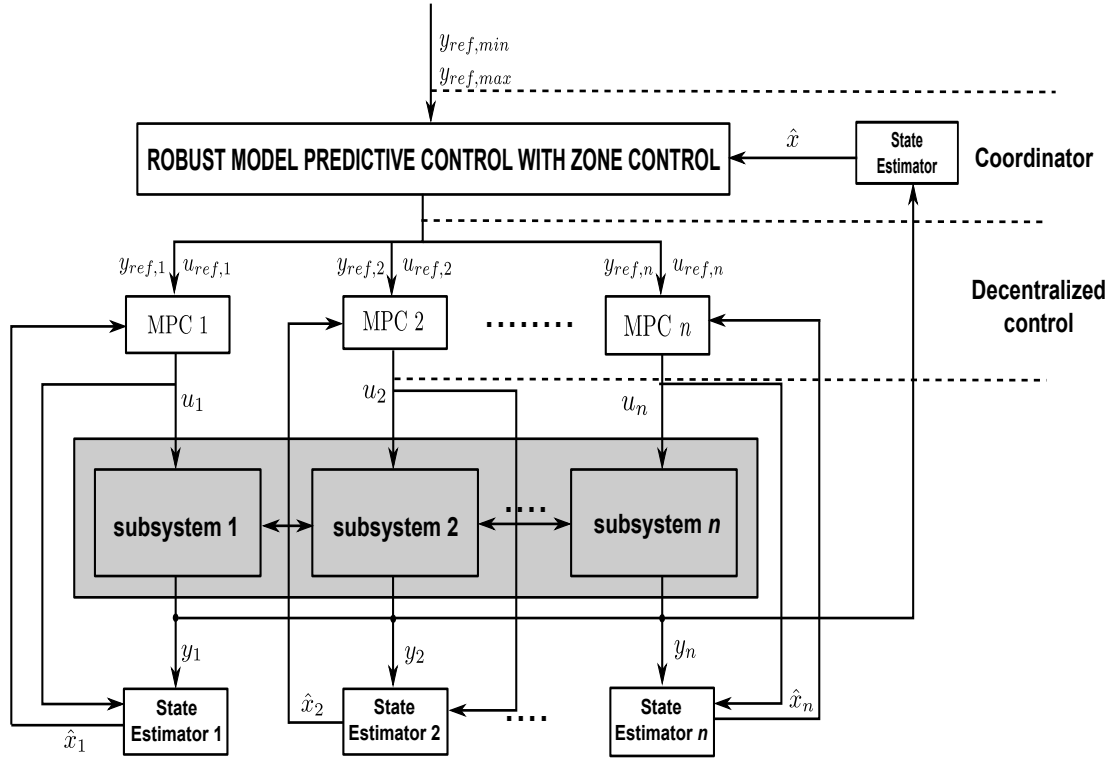 y_{ref,min}
y_{ref,max}
ROBUST MODEL PREDICTIVE CONTROL WITH ZONE CONTROL
x̂
State
Estimator
Coordinator
y_{ref,1} u_{ref,1}
y_{ref,2} u_{ref,2}
y_{ref,n} u_{ref,n}
Decentralized
control
MPC 1
MPC 2
........
MPC n
u_1
u_2
u_n
subsystem 1
subsystem 2
....
subsystem n
y_1
y_2
y_n
State
Estimator 1
x̂_1
State
Estimator 2
x̂_2
....
State
Estimator n
x̂_n